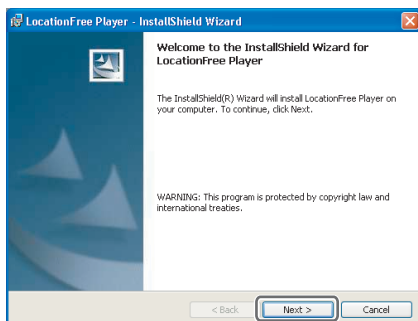 LocationFree Player - InstallShield Wizard
Welcome to the InstallShield Wizard for
LocationFree Player
The InstallShield(R) Wizard will install LocationFree Player on
your computer. To continue, click Next.
WARNING: This program is protected by copyright law and
international treaties.
< Back Next > Cancel